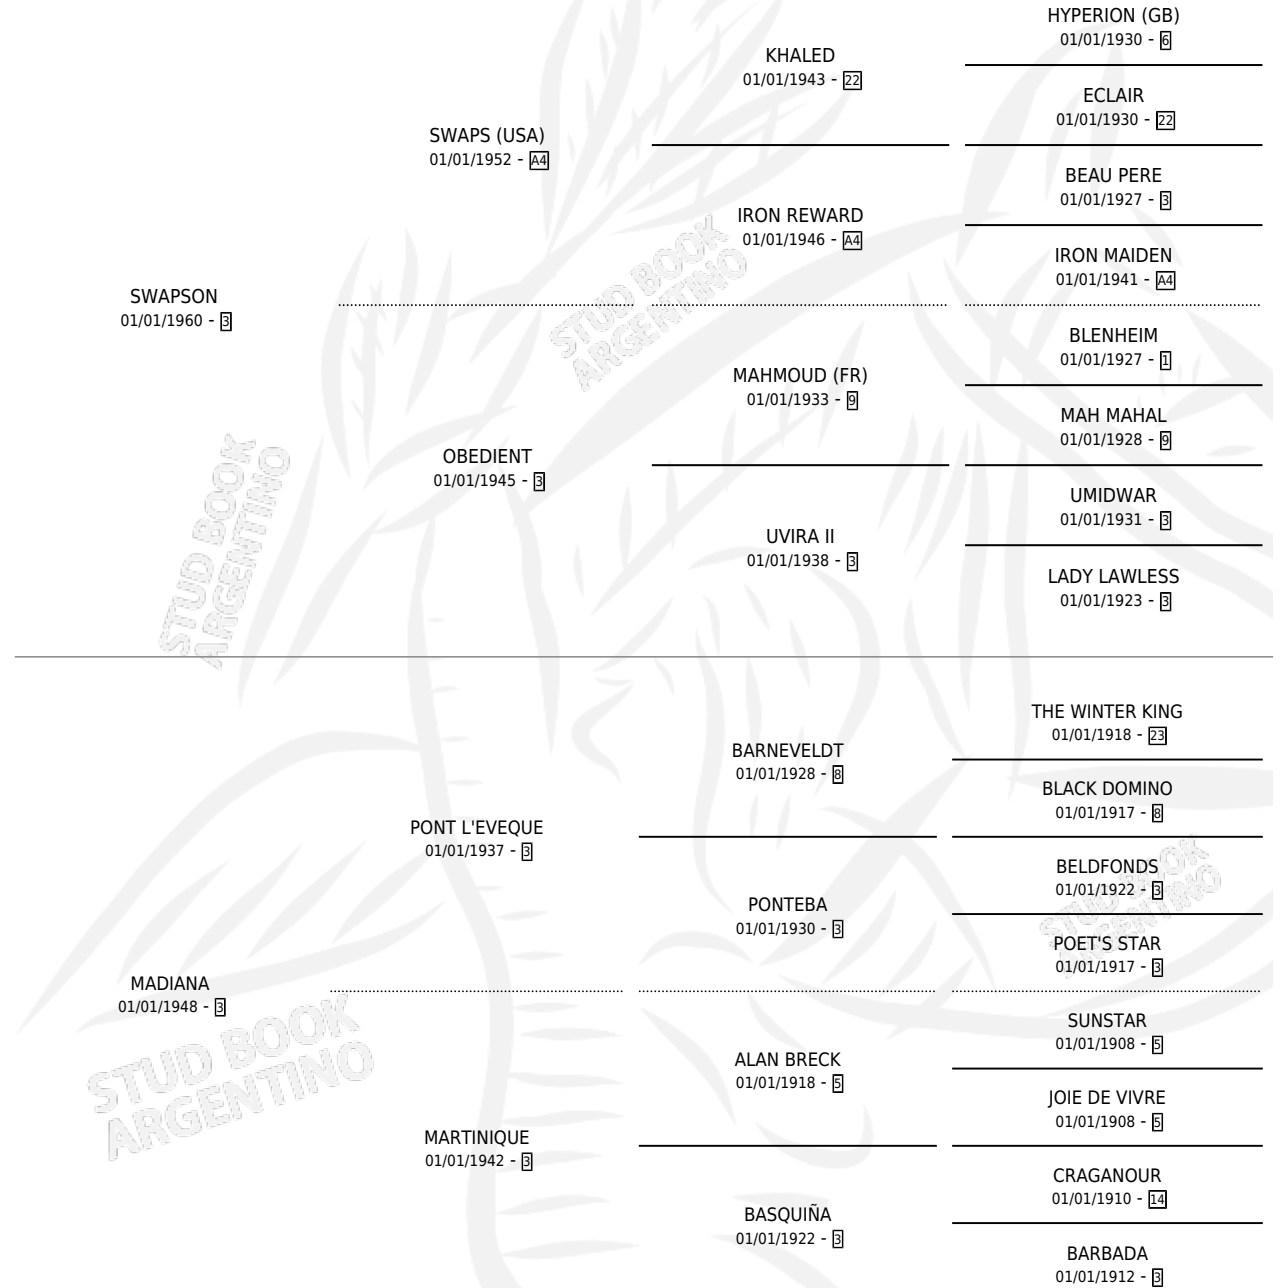 HYPERION (GB)
01/01/1930 - 6
KHALED
01/01/1943 - 22
ECLAIR
01/01/1930 - 22
SWAPS (USA)
01/01/1952 - A4
BEAU PERE
01/01/1927 - 3
IRON REWARD
01/01/1946 - A4
IRON MAIDEN
01/01/1941 - A4
SWAPSON
01/01/1960 - 3
BLENHEIM
01/01/1927 - 1
MAHMOUD (FR)
01/01/1933 - 9
MAH MAHAL
01/01/1928 - 9
OBEDIENT
01/01/1945 - 3
UMIDWAR
01/01/1931 - 3
UVIRA II
01/01/1938 - 3
LADY LAWLESS
01/01/1923 - 3
STUD BOOK
ARGENTINO
STUD BOOK
ARGENTINO
THE WINTER KING
01/01/1918 - 23
BARNEVELDT
01/01/1928 - 8
BLACK DOMINO
01/01/1917 - 8
PONT L'EVEQUE
01/01/1937 - 3
BELDFONDS
01/01/1922 - 3
PONTEBA
01/01/1930 - 3
POET'S STAR
01/01/1917 - 3
MADIANA
01/01/1948 - 3
SUNSTAR
01/01/1908 - 5
ALAN BRECK
01/01/1918 - 5
JOIE DE VIVRE
01/01/1908 - 5
MARTINIQUE
01/01/1942 - 3
CRAGANOUR
01/01/1910 - 14
BASQUIÑA
01/01/1922 - 3
BARBADA
01/01/1912 - 3
STUD BOOK
ARGENTINO
STUD BOOK
ARGENTINO